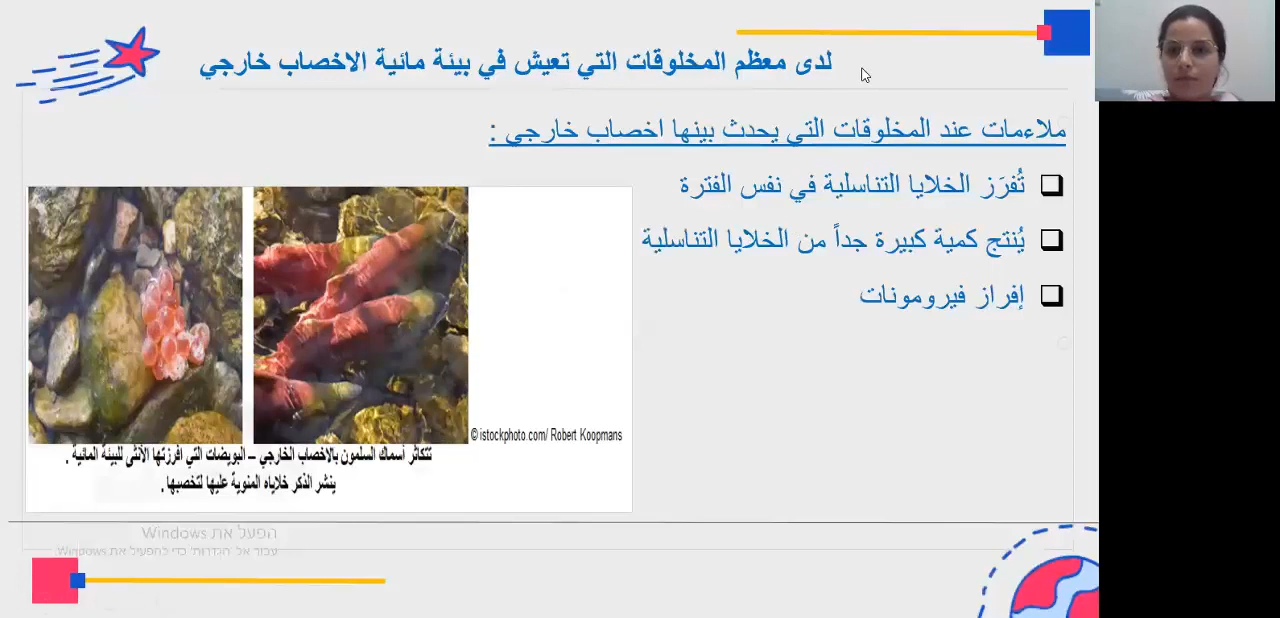 لدى معظم المخلوقات التي تعيش في بيئة مائية الاخصاب خارجي
ملاءمات عند المخلوقات التي يحدث بينها اخصاب خارجي :
تُفرَز الخلايا التناسلية في نفس الفترة
يُنتج كمية كبيرة جداً من الخلايا التناسلية
إفراز فيرومونات
© istockphoto.com/ Robert Koopmans
تتكاثر أسماك السلمون بالاخصاب الخارجي – البويضات التي افرزتها الأنثى للبيئة المائية .
ينشر الذكر خلاياه المنوية عليها لتخصبها .
הפעל את Windows
עבור אל 'הגדרות' כדי להפעיל את Windows